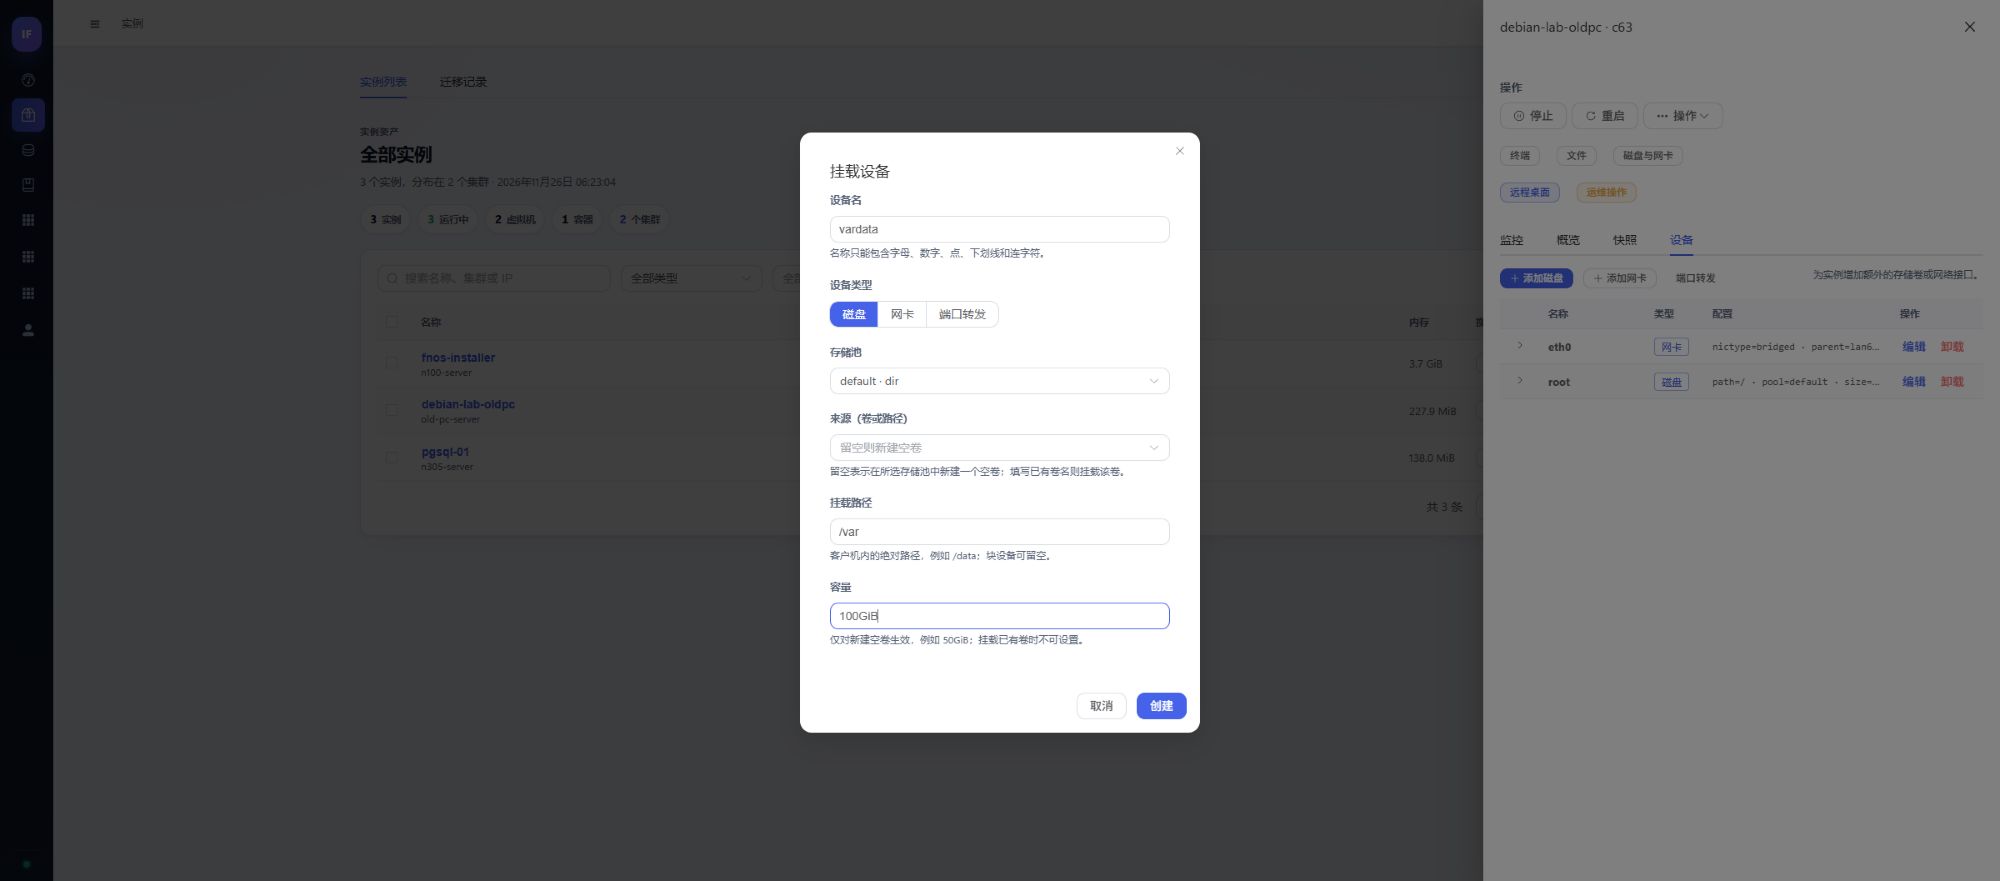 IF
实例
实例列表 迁移记录
实例资产
全部实例
3 个实例，分布在 2 个集群 · 2026年11月26日 06:23:04
3 实例 3 运行中 2 虚拟机 1 容器 2 个集群
搜索名称、集群或 IP 全部类型 全部
名称 内存
fnos-installer
n100-server
3.7 GiB
debian-lab-oldpc
old-pc-server
227.9 MiB
pgsql-01
n305-server
138.0 MiB
共 3 条
挂载设备
设备名
vardata
名称只能包含字母、数字、点、下划线和连字符。
设备类型
磁盘 网卡 端口转发
存储池
default · dir
来源（卷或路径）
留空则新建空卷
留空表示在所选存储池中新建一个空卷；填写已有卷名则挂载该卷。
挂载路径
/var
客户机内的绝对路径，例如 /data；块设备可留空。
容量
100GiB
仅对新建空卷生效，例如 50GiB；挂载已有卷时不可设置。
取消 创建
debian-lab-oldpc · c63
操作
停止 重启 操作
终端 文件 磁盘与网卡
远程桌面 运维操作
监控 概览 快照 设备
添加磁盘 添加网卡 端口转发 为实例增加额外的存储卷或网络接口。
名称 类型 配置 操作
eth0 网卡 nictype=bridged · parent=lan6… 编辑 卸载
root 磁盘 path=/ · pool=default · size=… 编辑 卸载